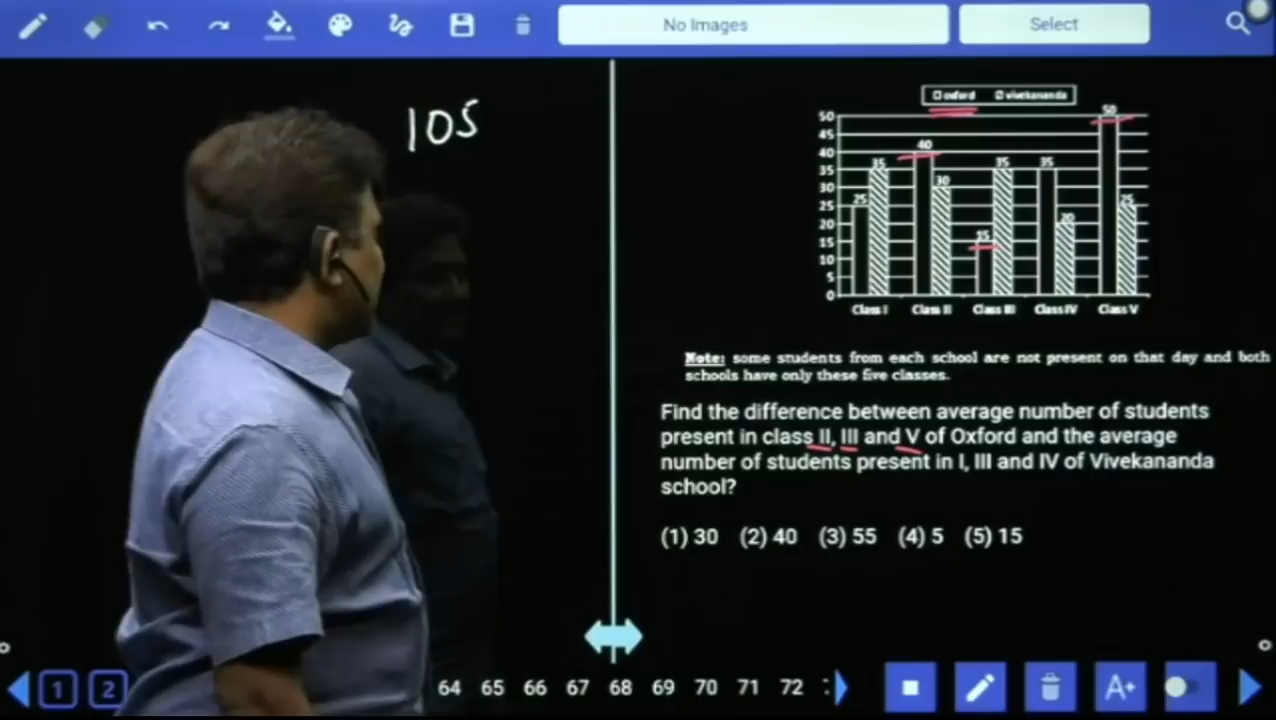 No Images
Select
105
oxford vivekananda
50
45
40
35
30
25
20
15
10
5
0
25 35 40 30 15 35 35 20 50 25
Class I Class II Class III Class IV Class V
Note: some students from each school are not present on that day and both
schools have only these five classes.
Find the difference between average number of students
present in class II, III and V of Oxford and the average
number of students present in I, III and IV of Vivekananda
school?
(1) 30 (2) 40 (3) 55 (4) 5 (5) 15
1 2 64 65 66 67 68 69 70 71 72 A+